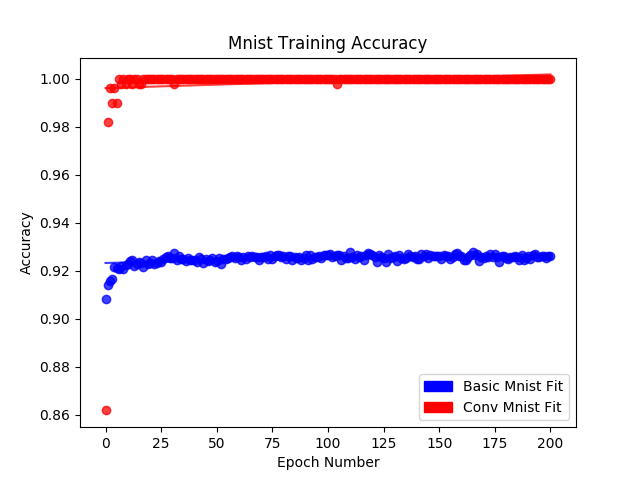 Mnist Training Accuracy
1.00
0.98
0.96
0.94
0.92
0.90
0.88
0.86
Accuracy
0 25 50 75 100 125 150 175 200
Epoch Number
Basic Mnist Fit
Conv Mnist Fit